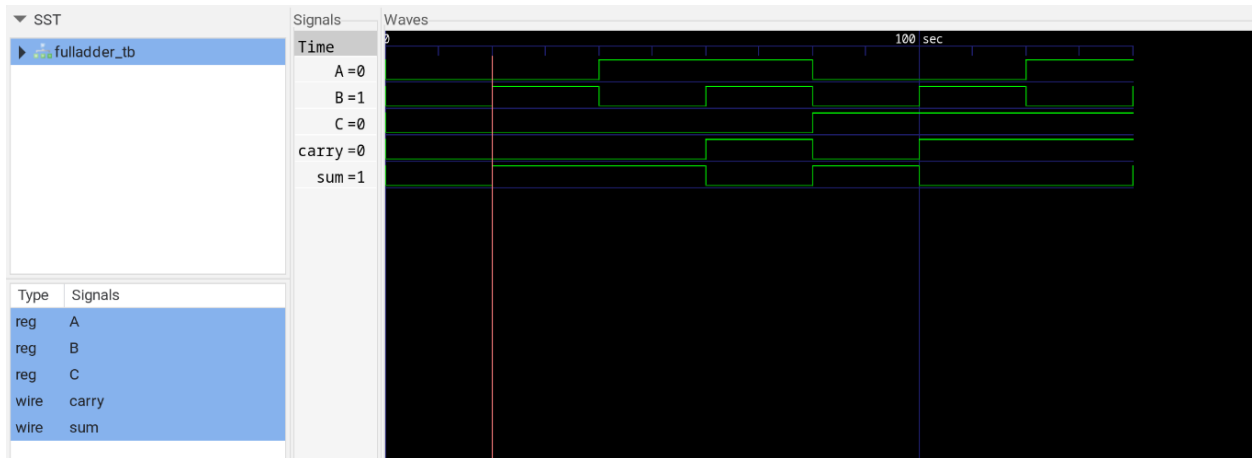 SST
fulladder_tb
Type Signals
reg A
reg B
reg C
wire carry
wire sum
Signals
Time
A=0
B=1
C=0
carry=0
sum=1
Waves
0
100 sec